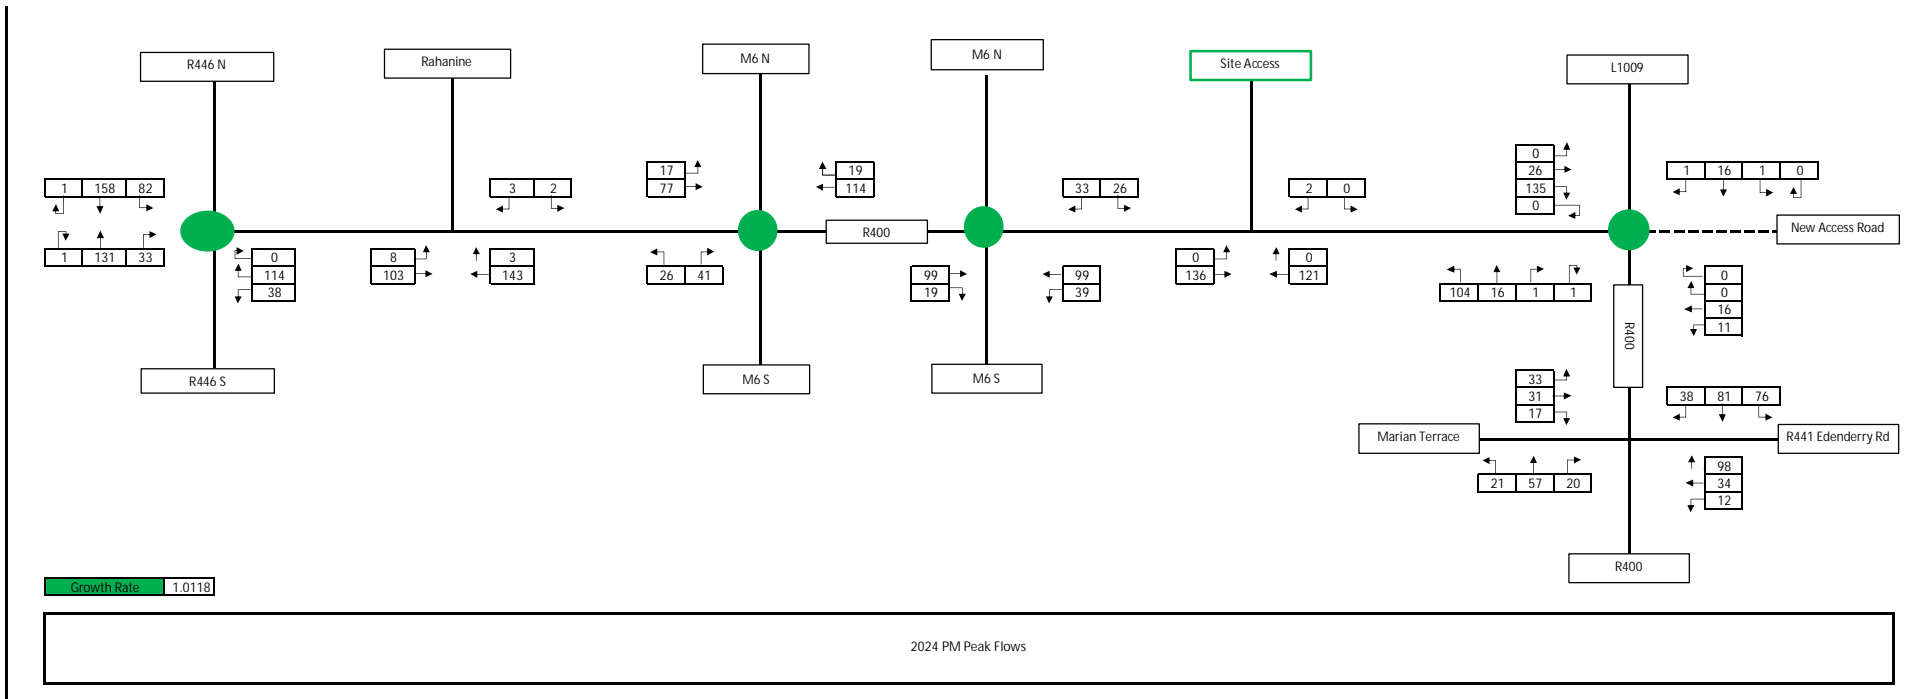 R446 N
Rahanine
M6 N
M6 N
Site Access
L1009
1 158 82
3 2
17
77
19
114
33 26
2 0
0
26
135
0
1 16 1 0
R400
New Access Road
1 131 33
0
114
38
8
103
3
143
26 41
99
19
99
39
0
136
0
121
104 16 1 1
0
0
16
11
R400
R446 S
M6 S
M6 S
33
31
17
38 81 76
Marian Terrace
R441 Edenderry Rd
21 57 20
98
34
12
R400
Growth Rate 1.0118
2024 PM Peak Flows